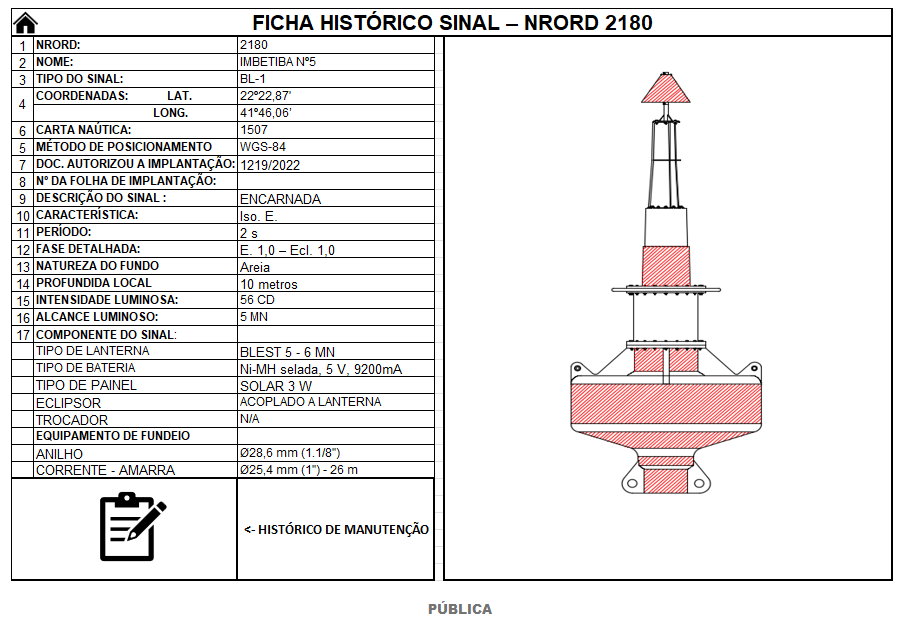 FICHA HISTÓRICO SINAL – NRORD 2180
1 NRORD: 2180
2 NOME: IMBETIBA Nº5
3 TIPO DO SINAL: BL-1
4 COORDENADAS: LAT. 22º22,87'
LONG. 41º46,06'
6 CARTA NAÚTICA: 1507
5 MÉTODO DE POSICIONAMENTO WGS-84
7 DOC. AUTORIZOU A IMPLANTAÇÃO: 1219/2022
8 Nº DA FOLHA DE IMPLANTAÇÃO:
9 DESCRIÇÃO DO SINAL : ENCARNADA
10 CARACTERÍSTICA: Iso. E.
11 PERÍODO: 2 s
12 FASE DETALHADA: E. 1,0 – Ecl. 1,0
13 NATUREZA DO FUNDO Areia
14 PROFUNDIDA LOCAL 10 metros
15 INTENSIDADE LUMINOSA: 56 CD
16 ALCANCE LUMINOSO: 5 MN
17 COMPONENTE DO SINAL:
TIPO DE LANTERNA BLEST 5 - 6 MN
TIPO DE BATERIA Ni-MH selada, 5 V, 9200mA
TIPO DE PAINEL SOLAR 3 W
ECLIPSOR ACOPLADO A LANTERNA
TROCADOR N/A
EQUIPAMENTO DE FUNDEIO
ANILHO Ø28,6 mm (1.1/8")
CORRENTE - AMARRA Ø25,4 mm (1") - 26 m
<- HISTÓRICO DE MANUTENÇÃO
PÚBLICA